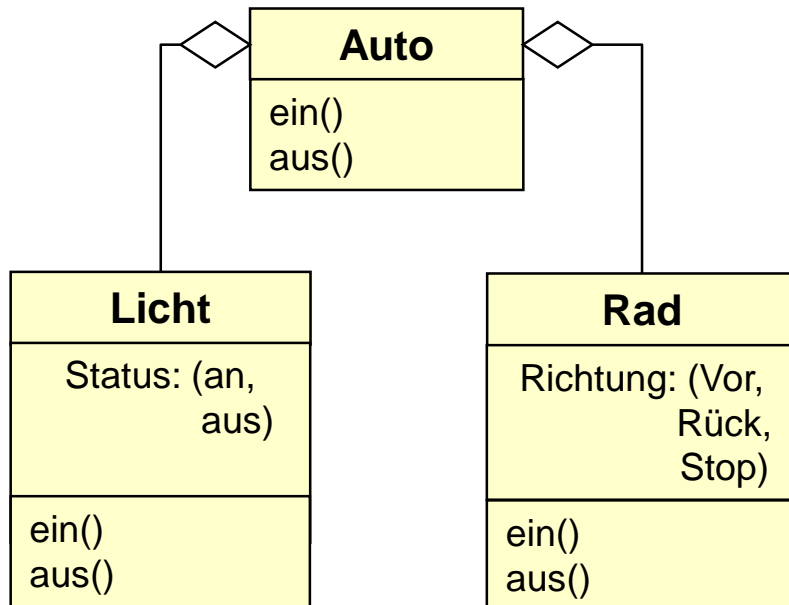 Auto
ein()
aus()
Licht
Status: (an,
aus)
ein()
aus()
Rad
Richtung: (Vor,
Rück,
Stop)
ein()
aus()